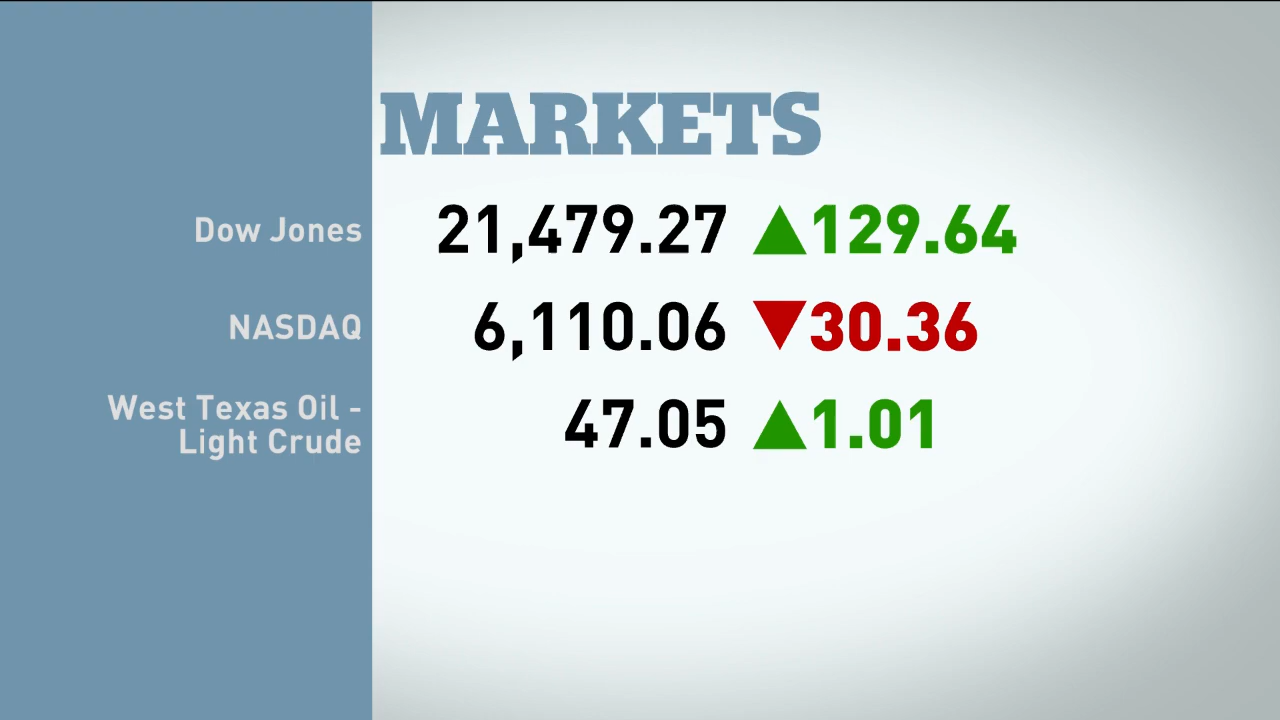 MARKETS
Dow Jones 21,479.27 ▲129.64
NASDAQ 6,110.06 ▼30.36
West Texas Oil -
Light Crude 47.05 ▲1.01